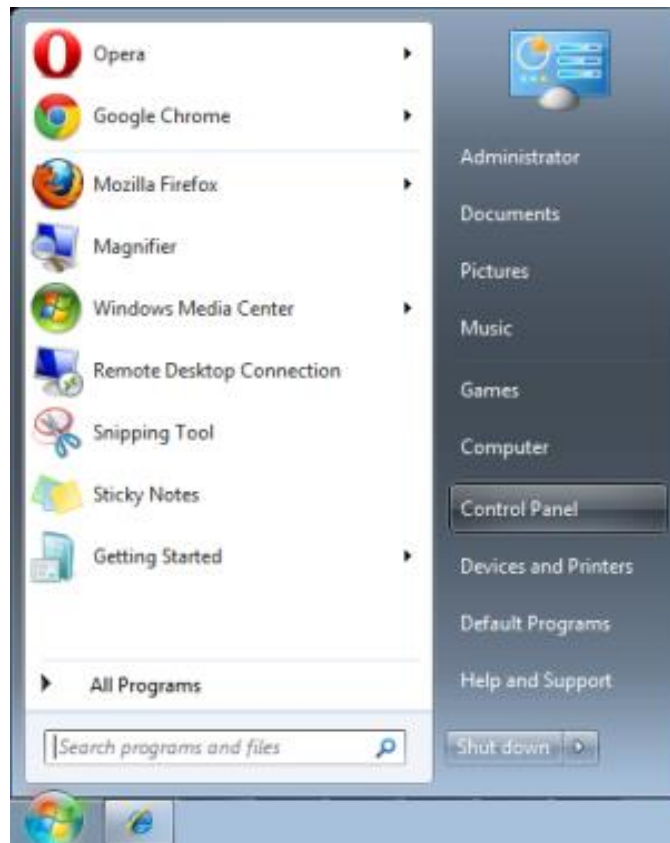 Opera
Google Chrome
Mozilla Firefox
Magnifier
Windows Media Center
Remote Desktop Connection
Snipping Tool
Sticky Notes
Getting Started
All Programs
Search programs and files
Administrator
Documents
Pictures
Music
Games
Computer
Control Panel
Devices and Printers
Default Programs
Help and Support
Shut down